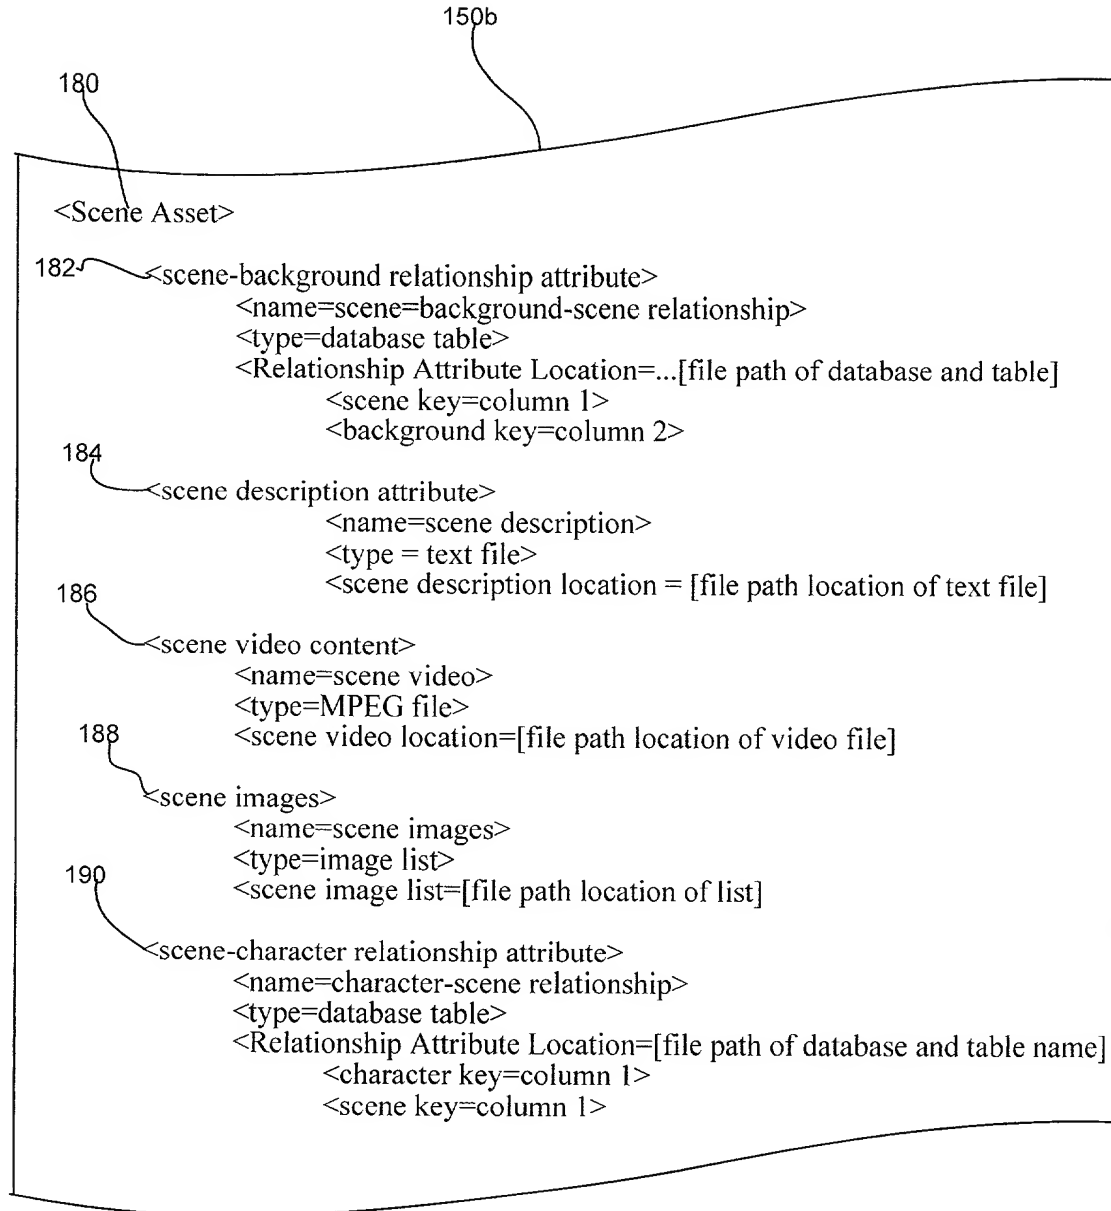 150b
180
<Scene Asset>
182
<scene-background relationship attribute>
<name=scene=background-scene relationship>
<type=database table>
<Relationship Attribute Location=...[file path of database and table]
<scene key=column 1>
<background key=column 2>
184
<scene description attribute>
<name=scene description>
<type = text file>
<scene description location = [file path location of text file]
186
<scene video content>
<name=scene video>
<type=MPEG file>
<scene video location=[file path location of video file]
188
<scene images>
<name=scene images>
<type=image list>
<scene image list=[file path location of list]
190
<scene-character relationship attribute>
<name=character-scene relationship>
<type=database table>
<Relationship Attribute Location=[file path of database and table name]
<character key=column 1>
<scene key=column 1>